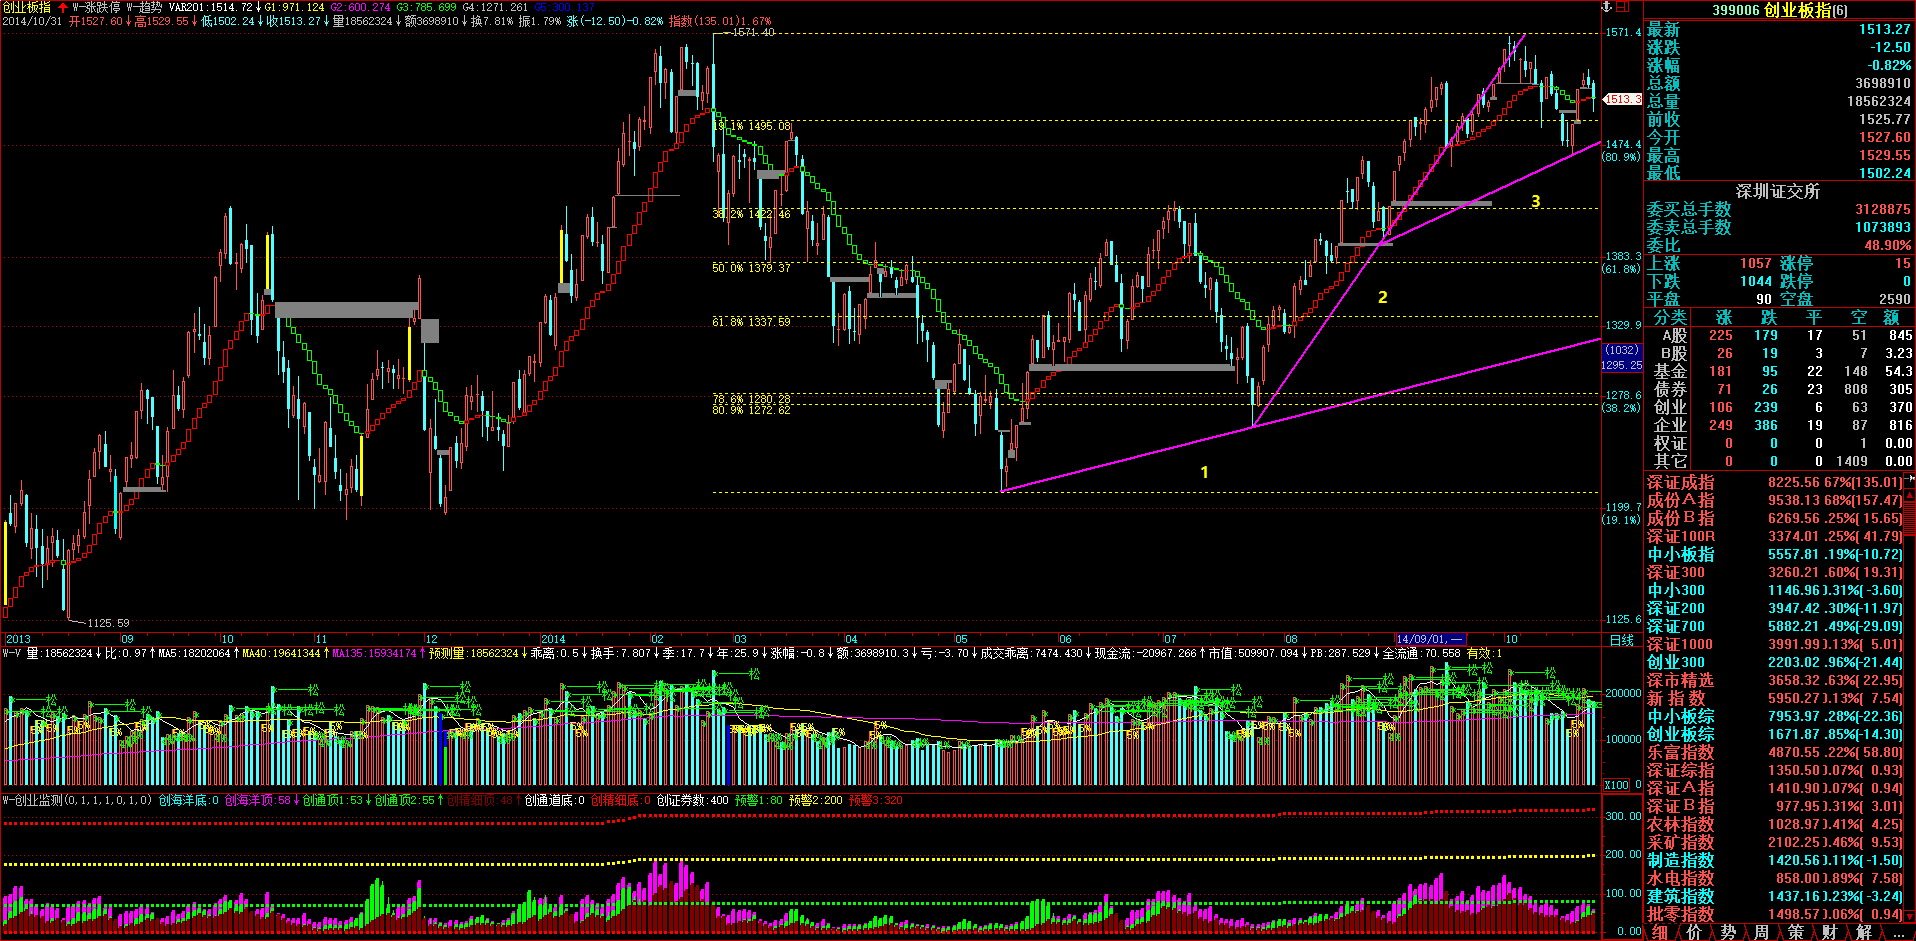 创业板指 W-涨跌停 W-趋势 VAR201:1514.72 G1:971.124 G2:600.274 G3:785.699 G4:1271.261 G5:300.137
2014/10/31 开1527.60 高1529.55 低1502.24 收1513.27 量18562324 额3698910 换7.81% 振1.79% 涨(-12.50)-0.82% 指数(135.01)1.67%
1571.40
19.1% 1495.08
38.2% 1422.46
50.0% 1379.37
61.8% 1337.59
78.6% 1280.28
80.9% 1272.62
1125.59
1
2
3
1571.4
1513.3
1474.4
(80.9%)
1383.3
(61.8%)
1329.9
(1032)
1295.25
1278.6
(38.2%)
1199.7
(19.1%)
1125.6
2013 09 10 11 12 2014 02 03 04 05 06 07 08 14/09/01,一 10 日线
W-V 量:18562324 比:0.97 MA5:18202064 MA40:19641344 MA135:15934174 预测量:18562324 乖离:0.5 换手:7.807 季:17.7 年:25.9 涨幅:-0.8 额:3698910.3 亏:-3.70 成交乖离:7474.430 现金流:-20967.266 市值:509907.094 PB:287.529 全流通:70.558 有效:1
200000
100000
X100 0
W-创业监测(0,1,1,1,0,1,0) 创海洋底:0 创海洋顶:58 创通顶1:53 创通顶2:55 创精细顶:48 创通道底:0 创精细底:0 创证券数:400 预警1:80 预警2:200 预警3:320
300.00
200.00
100.00
0.00
399006 创业板指(6)
最新 1513.27
涨跌 -12.50
涨幅 -0.82%
总额 3698910
总量 18562324
前收 1525.77
今开 1527.60
最高 1529.55
最低 1502.24
深圳证交所
委买总手数 3128875
委卖总手数 1073893
委比 48.90%
上涨 1057 涨停 15
下跌 1044 跌停 0
平盘 90 空盘 2590
分类 涨 跌 平 空 额
A股 225 179 17 51 845
B股 26 19 3 7 3.23
基金 181 95 22 148 54.3
债券 71 26 23 808 305
创业 106 239 6 63 370
企业 249 386 19 87 816
权证 0 0 0 1 0.00
其它 0 0 0 1409 0.00
深证成指 8225.56 67%(135.01)
成份A指 9538.13 68%(157.47)
成份B指 6269.56 .25%( 15.65)
深证100R 3374.01 .25%( 41.79)
中小板指 5557.81 .19%(-10.72)
深证300 3260.21 .60%( 19.31)
中小300 1146.96 ).31%( -3.60)
深证200 3947.42 .30%(-11.97)
深证700 5882.21 .49%(-29.09)
深证1000 3991.99 ).13%( 5.01)
创业300 2203.02 .96%(-21.44)
深市精选 3658.32 .63%( 22.95)
新指数 5950.27 ).13%( 7.54)
中小板综 7953.97 .28%(-22.36)
创业板综 1671.87 .85%(-14.30)
乐富指数 4870.55 .22%( 58.80)
深证综指 1350.50 ).07%( 0.93)
深证A指 1410.90 ).07%( 0.94)
深证B指 977.95 ).31%( 3.01)
农林指数 1028.97 ).41%( 4.25)
采矿指数 2102.25 ).46%( 9.53)
制造指数 1420.56 ).11%( -1.50)
水电指数 858.00 ).89%( 7.58)
建筑指数 1437.16 ).23%( -3.24)
批零指数 1498.57 ).06%( 0.94)
细 价 势 周 策 财 解 ...